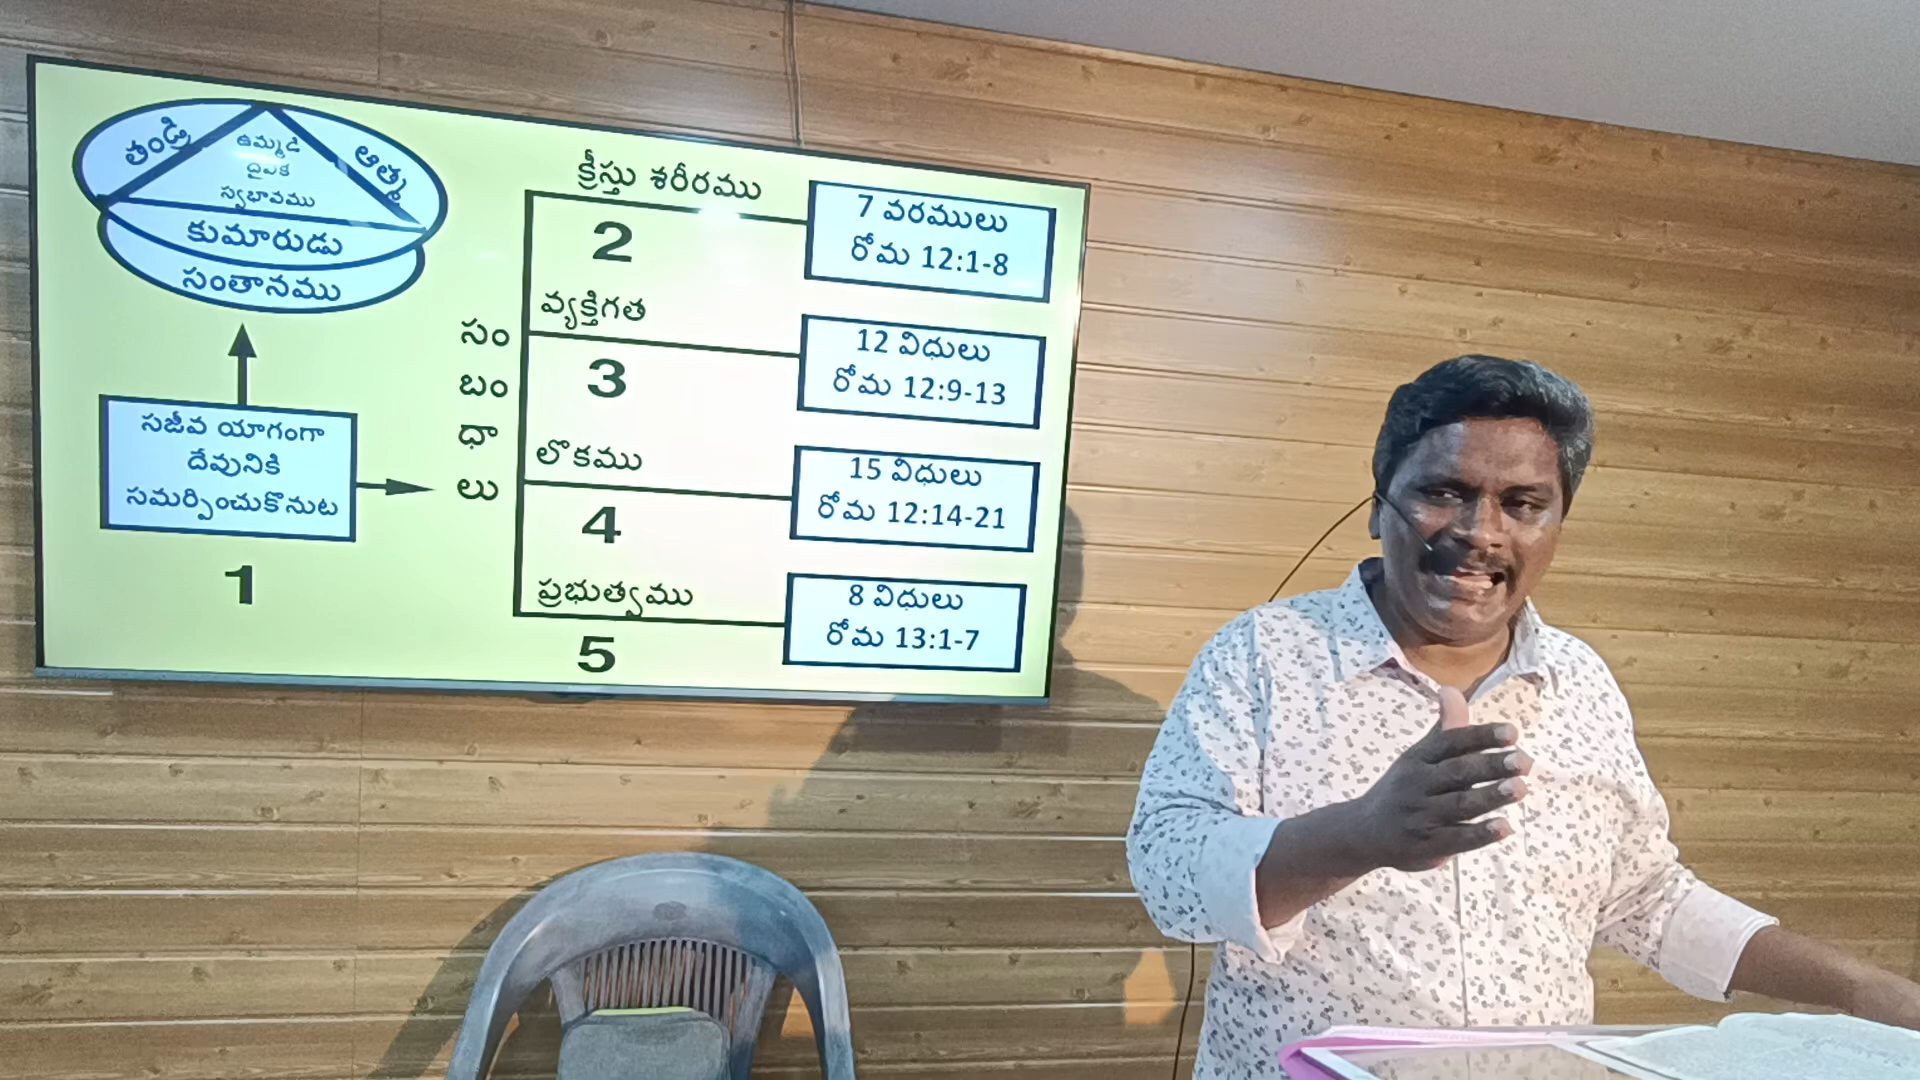 తండ్రి
ఆత్మ
ఉమ్మడి
దైవిక
స్వభావము
కుమారుడు
సంతానము
సజీవ యాగంగా
దేవునికి
సమర్పించుకొనుట
1
సం
బం
ధా
లు
క్రీస్తు శరీరము
2
7 వరములు
రోమ 12:1-8
వ్యక్తిగత
3
12 విధులు
రోమ 12:9-13
లొకము
4
15 విధులు
రోమ 12:14-21
ప్రభుత్వము
5
8 విధులు
రోమ 13:1-7